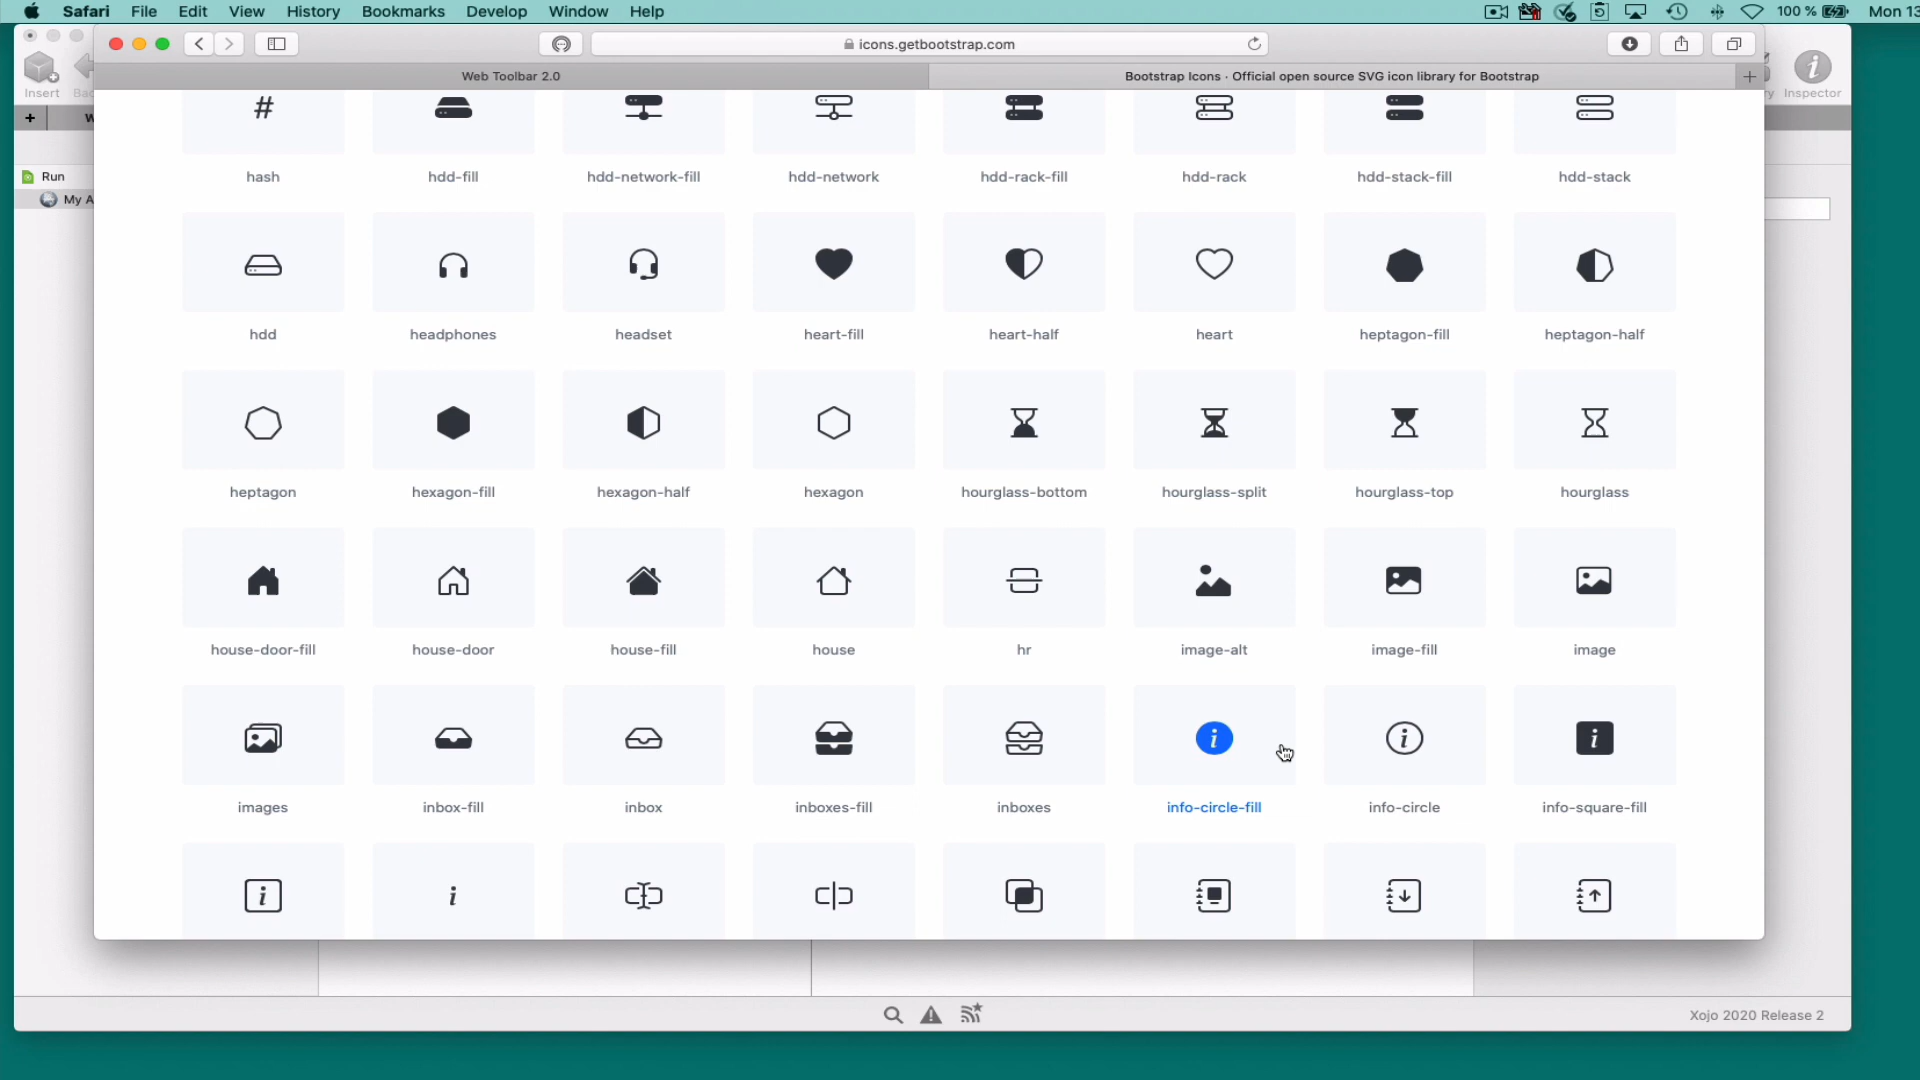 Safari File Edit View History Bookmarks Develop Window Help 100 % Mon 13
icons.getbootstrap.com
Web Toolbar 2.0 Bootstrap Icons · Official open source SVG icon library for Bootstrap
Insert Inspector
Run
My A
hash hdd-fill hdd-network-fill hdd-network hdd-rack-fill hdd-rack hdd-stack-fill hdd-stack
hdd headphones headset heart-fill heart-half heart heptagon-fill heptagon-half
heptagon hexagon-fill hexagon-half hexagon hourglass-bottom hourglass-split hourglass-top hourglass
house-door-fill house-door house-fill house hr image-alt image-fill image
images inbox-fill inbox inboxes-fill inboxes info-circle-fill info-circle info-square-fill
Xojo 2020 Release 2